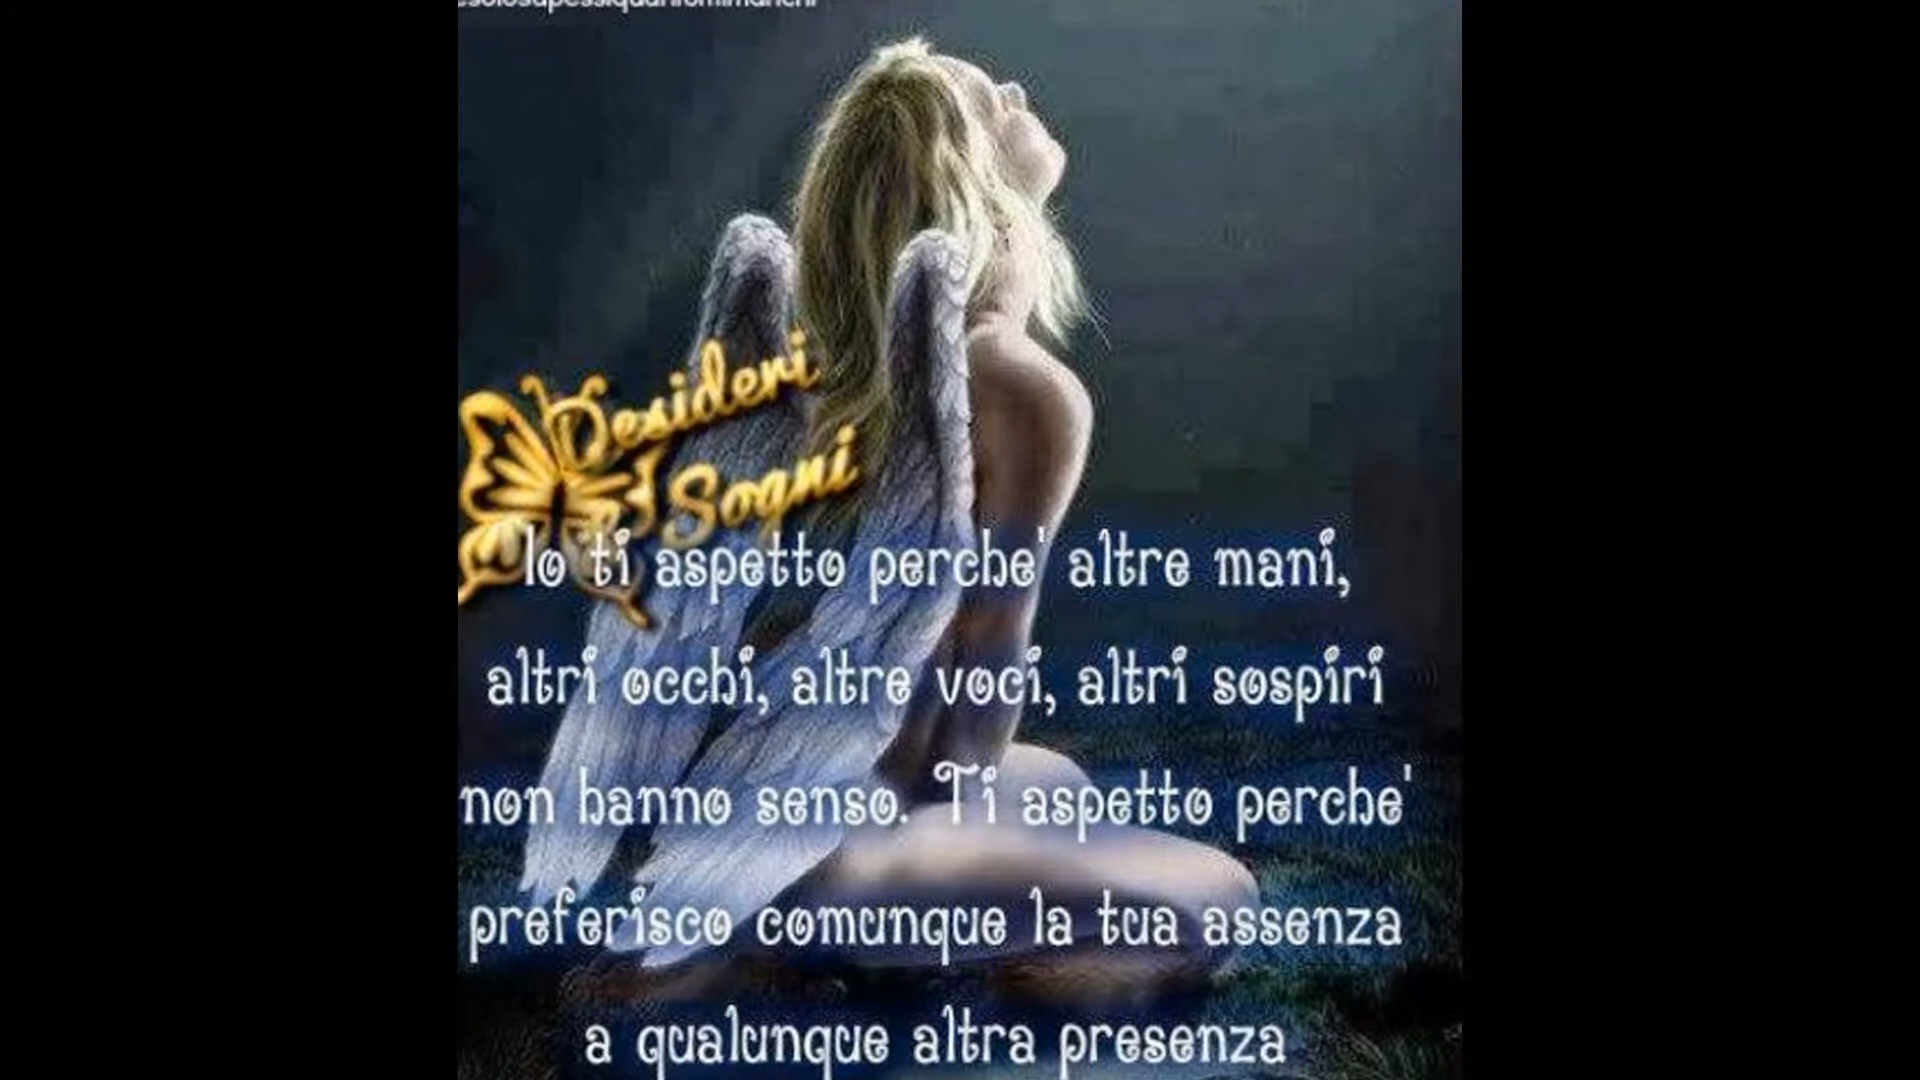 Desideri
Sogni
Io ti aspetto perche' altre mani,
altri occhi, altre voci, altri sospiri
non hanno senso. Ti aspetto perche'
preferisco comunque la tua assenza
a qualunque altra presenza